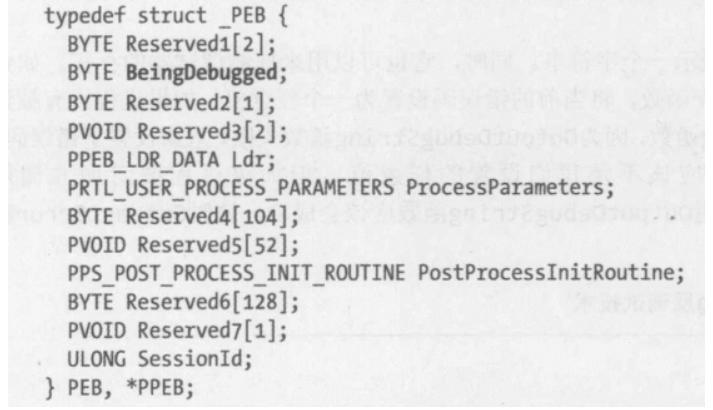 typedef struct _PEB {
BYTE Reserved1[2];
BYTE BeingDebugged;
BYTE Reserved2[1];
PVOID Reserved3[2];
PPEB_LDR_DATA Ldr;
PRTL_USER_PROCESS_PARAMETERS ProcessParameters;
BYTE Reserved4[104];
PVOID Reserved5[52];
PPS_POST_PROCESS_INIT_ROUTINE PostProcessInitRoutine;
BYTE Reserved6[128];
PVOID Reserved7[1];
ULONG SessionId;
} PEB, *PPEB;